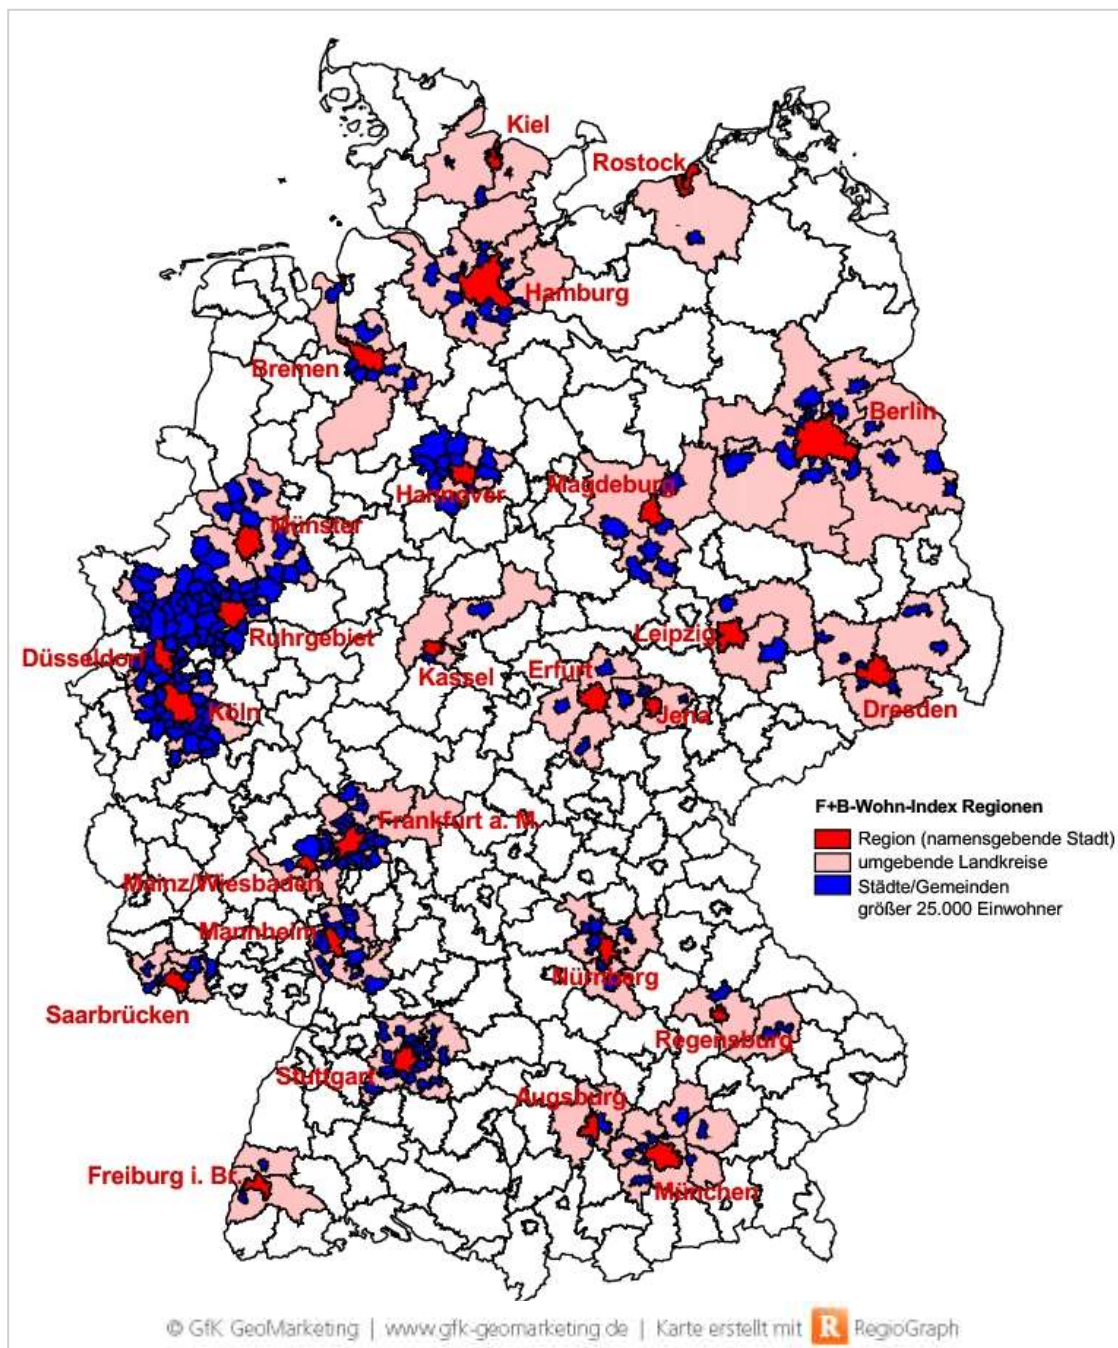 Kiel
Rostock
Hamburg
Bremen
Berlin
Hannover
Magdeburg
Münster
Ruhrgebiet
Düsseldorf
Leipzig
Kassel
Erfurt
Köln
Jena
Dresden
F+B-Wohn-Index Regionen
Region (namensgebende Stadt)
umgebende Landkreise
Städte/Gemeinden
größer 25.000 Einwohner
Frankfurt a. M.
Mainz/Wiesbaden
Mannheim
Nürnberg
Saarbrücken
Regensburg
Stuttgart
Augsburg
Freiburg i. Br.
München
© GfK GeoMarketing | www.gfk-geomarketing.de | Karte erstellt mit R RegioGraph